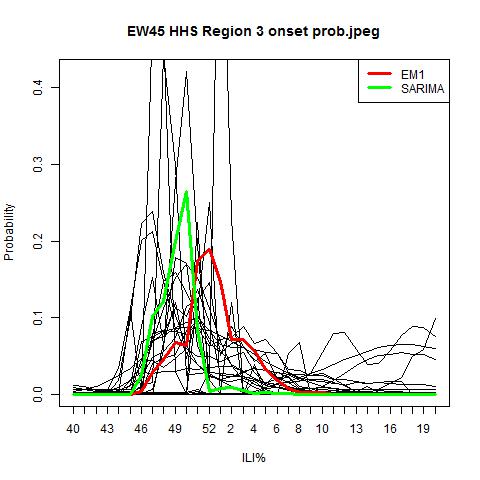 EW45 HHS Region 3 onset prob.jpeg
EM1
SARIMA
0.4
0.3
0.2
0.1
0.0
Probability
40 43 46 49 52 2 4 6 8 10 13 16 19
ILI%